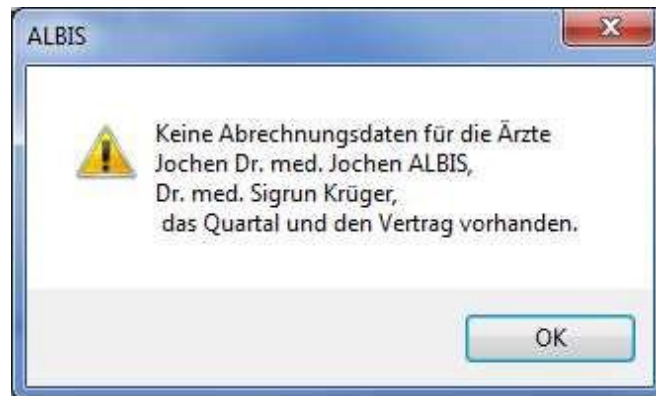 ALBIS
Keine Abrechnungsdaten für die Ärzte
Jochen Dr. med. Jochen ALBIS,
Dr. med. Sigrun Krüger,
das Quartal und den Vertrag vorhanden.
OK